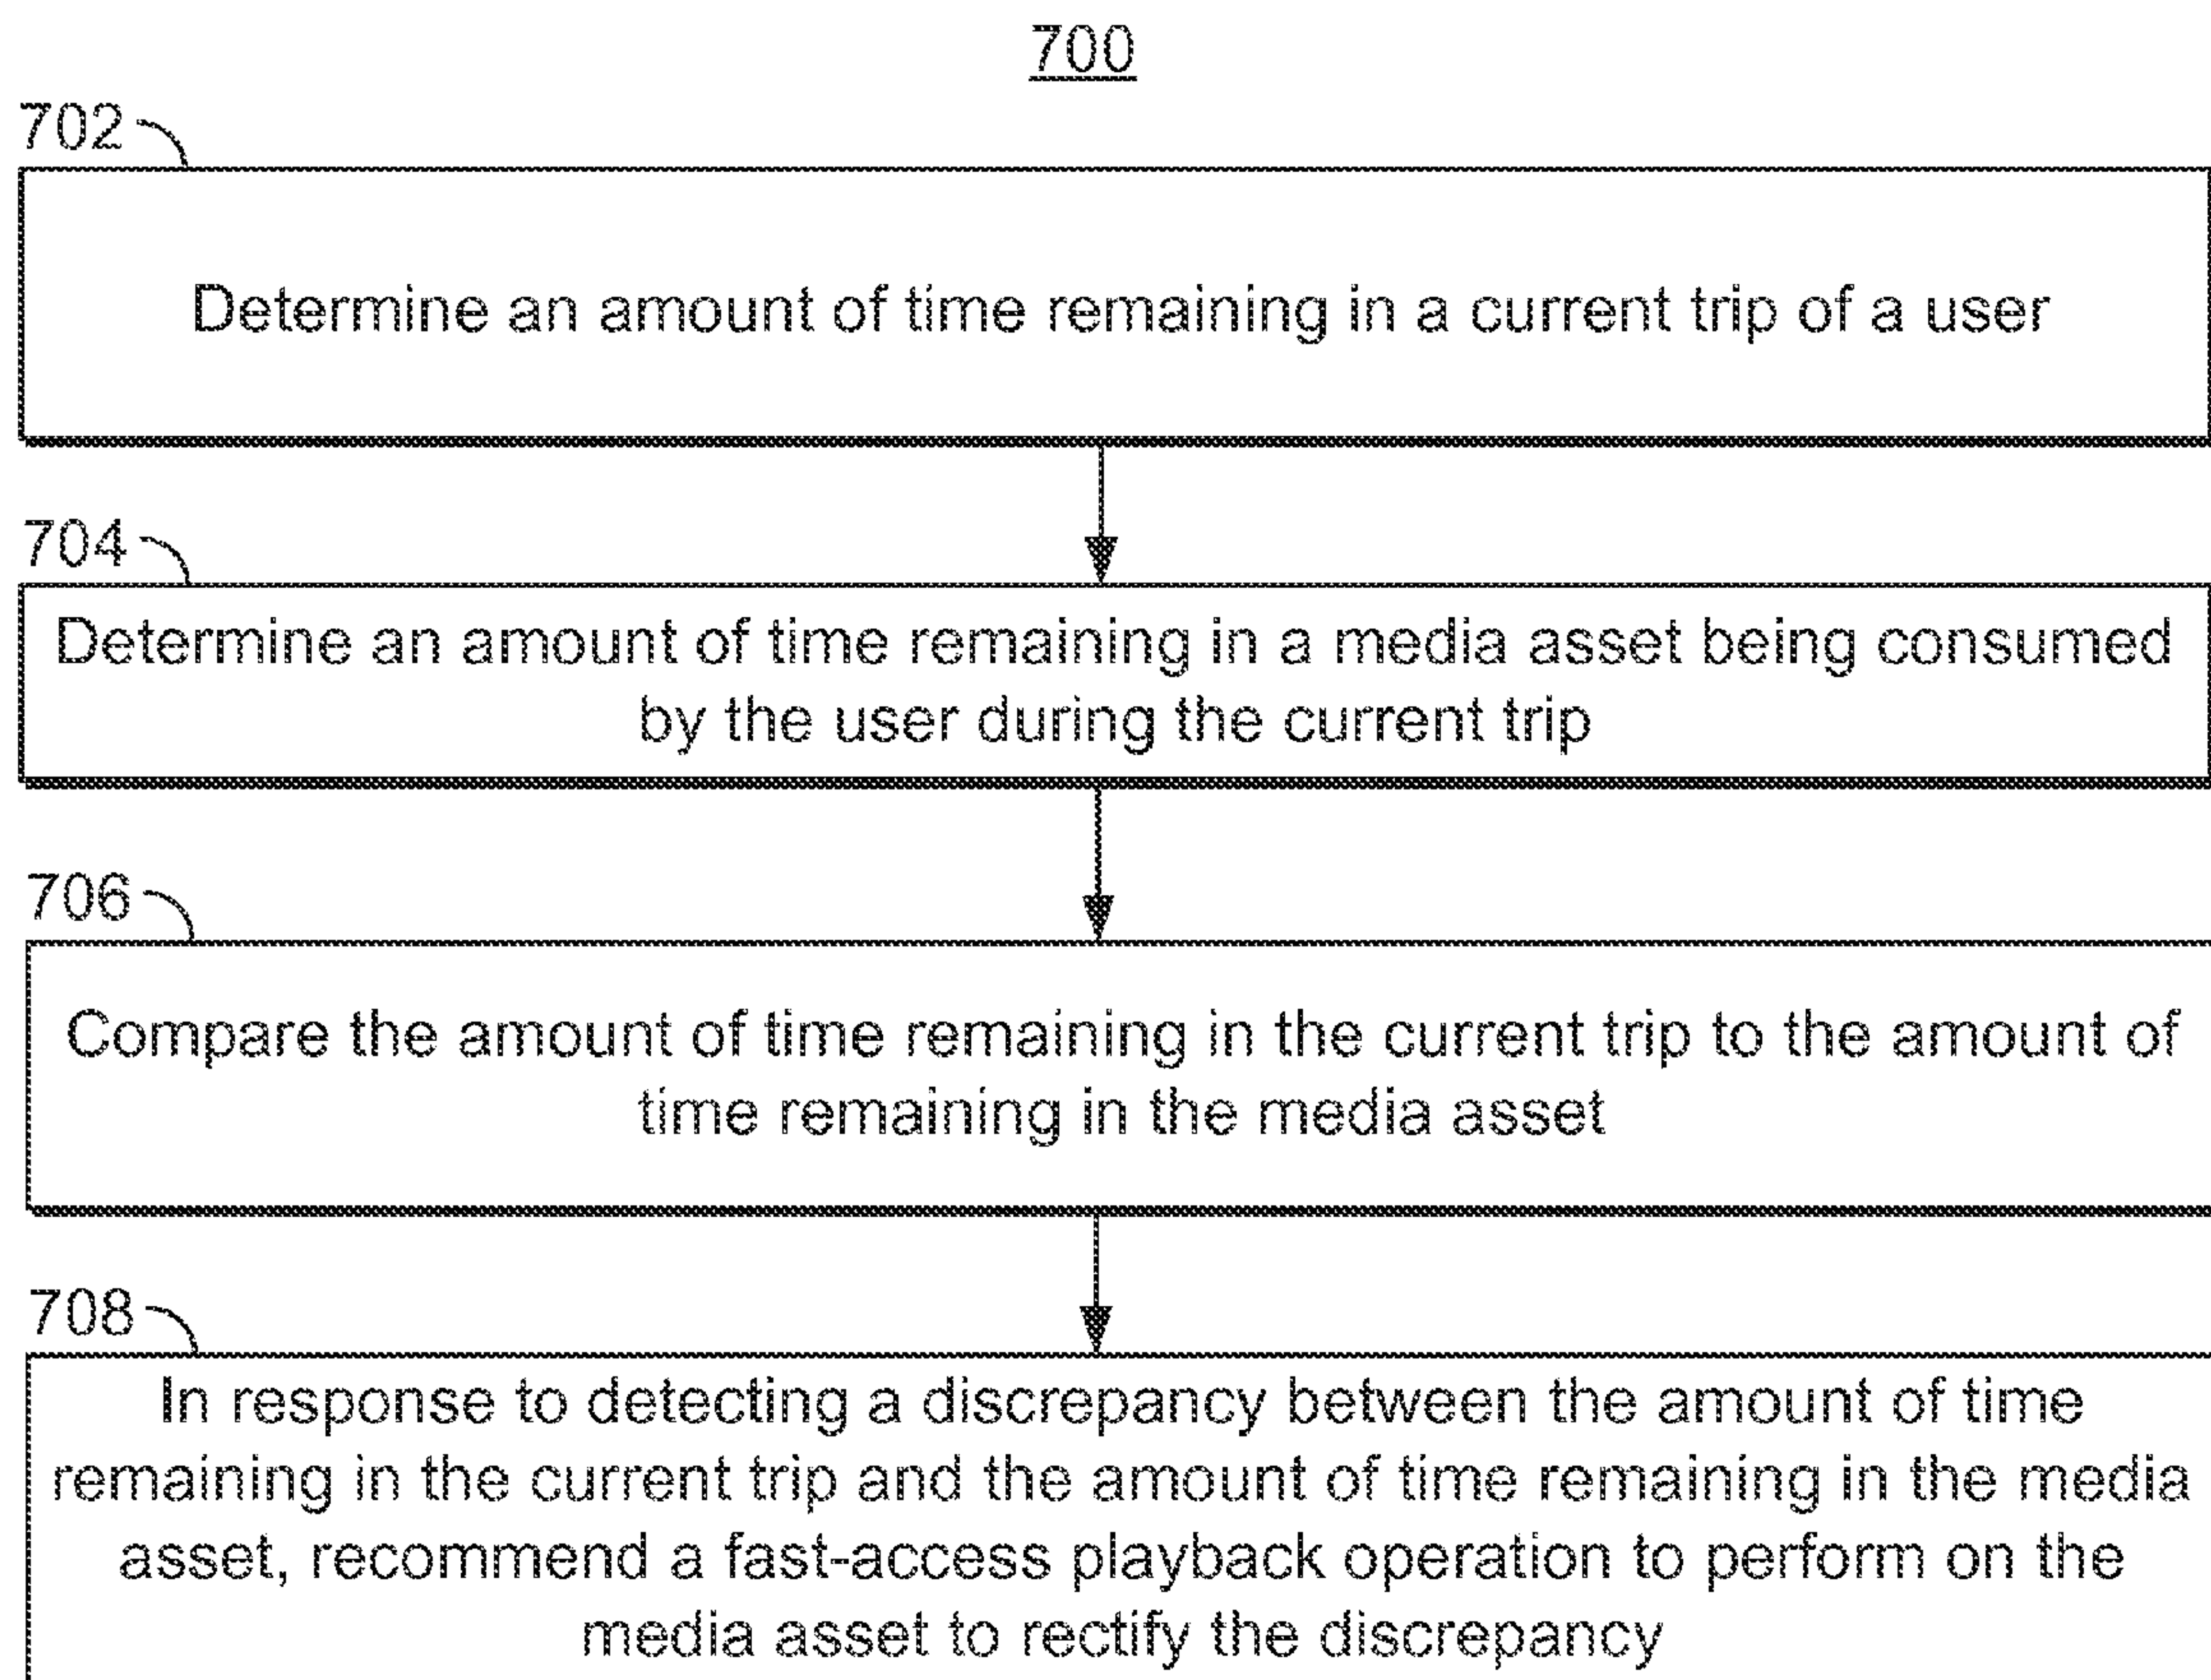 700
702
Determine an amount of time remaining in a current trip of a user
704
Determine an amount of time remaining in a media asset being consumed
by the user during the current trip
706
Compare the amount of time remaining in the current trip to the amount of
time remaining in the media asset
708
In response to detecting a discrepancy between the amount of time
remaining in the current trip and the amount of time remaining in the media
asset, recommend a fast-access playback operation to perform on the
media asset to rectify the discrepancy